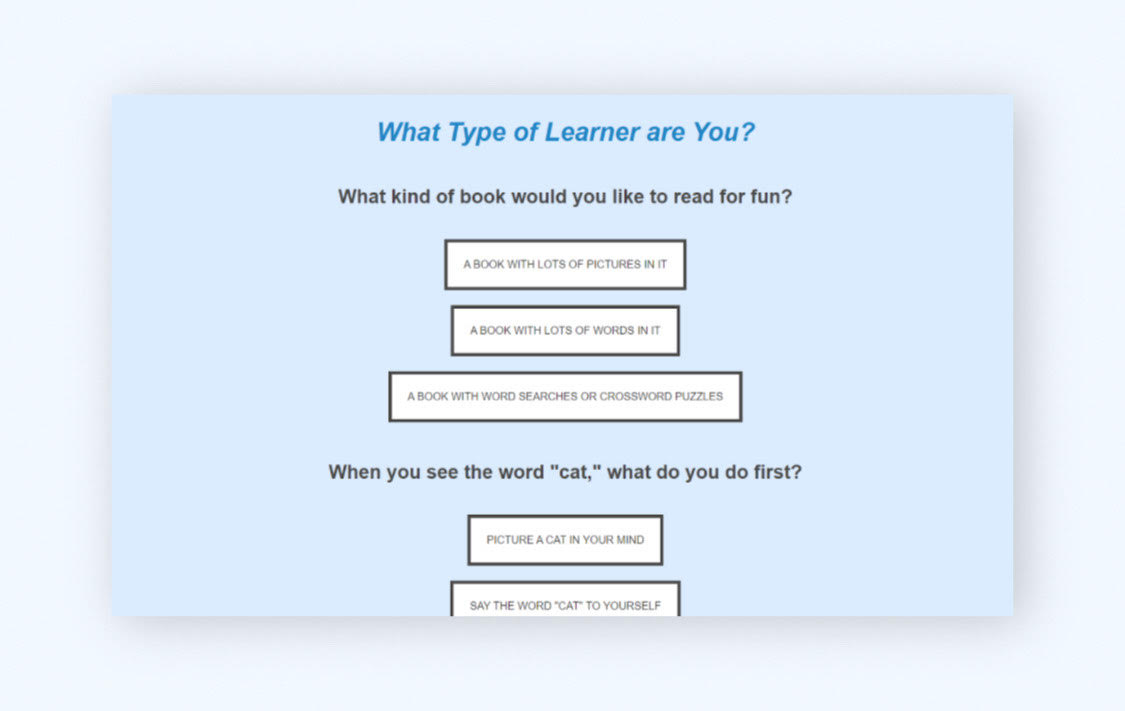 What Type of Learner are You?
What kind of book would you like to read for fun?
A BOOK WITH LOTS OF PICTURES IN IT
A BOOK WITH LOTS OF WORDS IN IT
A BOOK WITH WORD SEARCHES OR CROSSWORD PUZZLES
When you see the word "cat," what do you do first?
PICTURE A CAT IN YOUR MIND
SAY THE WORD "CAT" TO YOURSELF